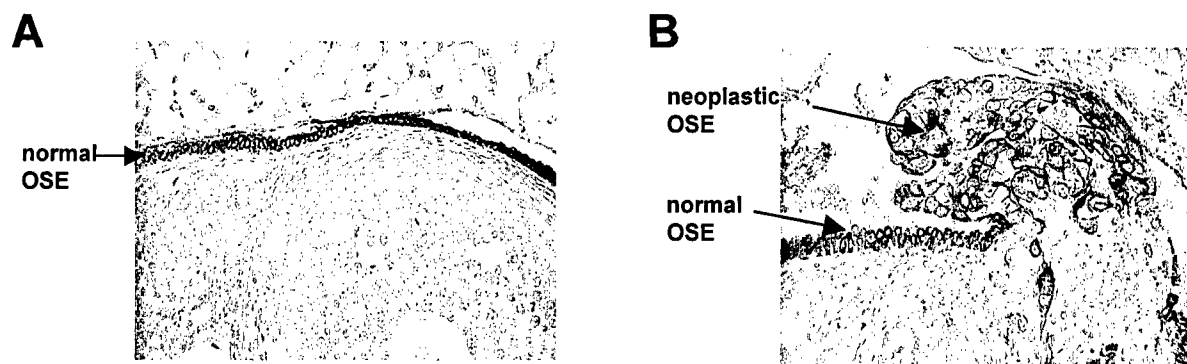 A
normal
OSE
B
neoplastic
OSE
normal
OSE